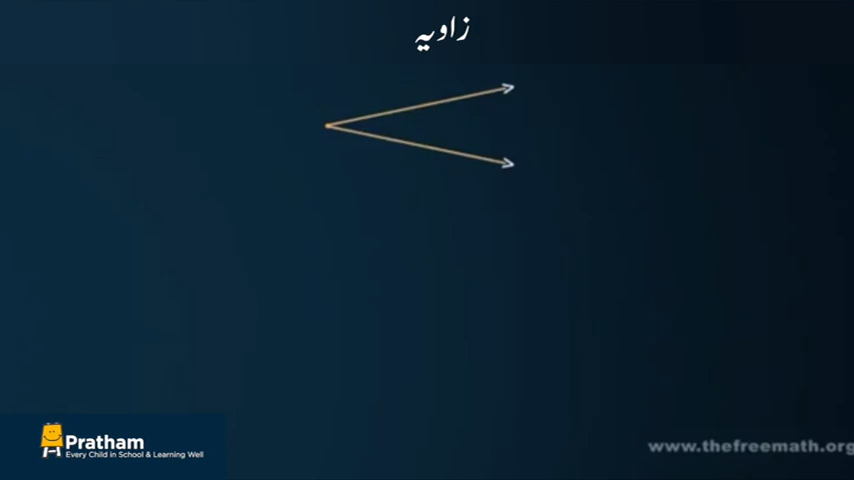 زاویہ
Pratham
Every Child in School & Learning Well
www.thefreemath.org